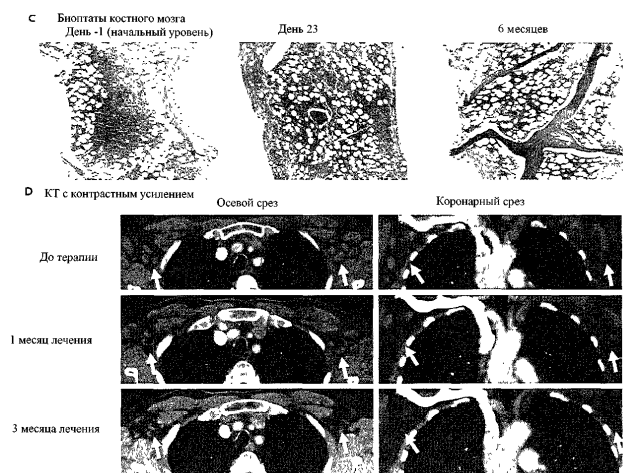 C Биоптаты костного мозга
День -1 (начальный уровень) День 23 6 месяцев
D КТ с контрастным усилением
Осевой срез Коронарный срез
До терапии
1 месяц лечения
3 месяца лечения